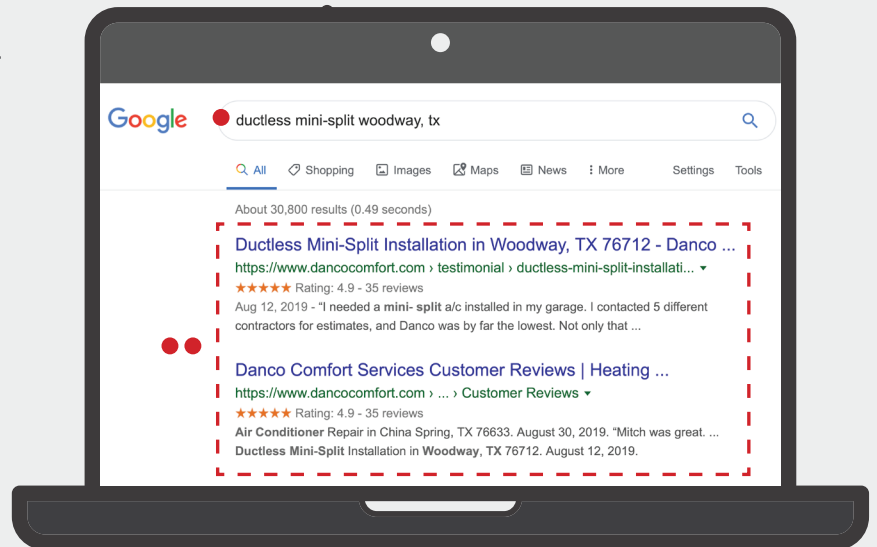 Google
ductless mini-split woodway, tx
All Shopping Images Maps News More Settings Tools
About 30,800 results (0.49 seconds)
Ductless Mini-Split Installation in Woodway, TX 76712 - Danco ...
https://www.dancocomfort.com › testimonial › ductless-mini-split-installati...
Rating: 4.9 - 35 reviews
Aug 12, 2019 - “I needed a mini- split a/c installed in my garage. I contacted 5 different
contractors for estimates, and Danco was by far the lowest. Not only that ...
Danco Comfort Services Customer Reviews | Heating ...
https://www.dancocomfort.com › ... › Customer Reviews
Rating: 4.9 - 35 reviews
Air Conditioner Repair in China Spring, TX 76633. August 30, 2019. “Mitch was great. ...
Ductless Mini-Split Installation in Woodway, TX 76712. August 12, 2019.